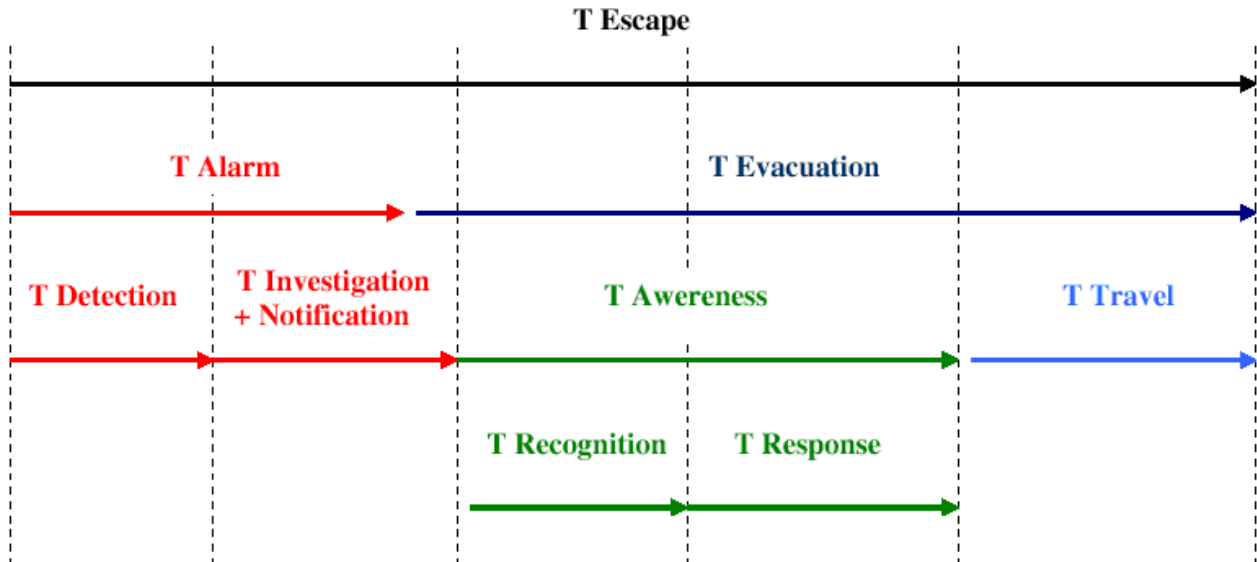 T Escape
T Alarm
T Evacuation
T Detection
T Investigation
+ Notification
T Awereness
T Travel
T Recognition
T Response